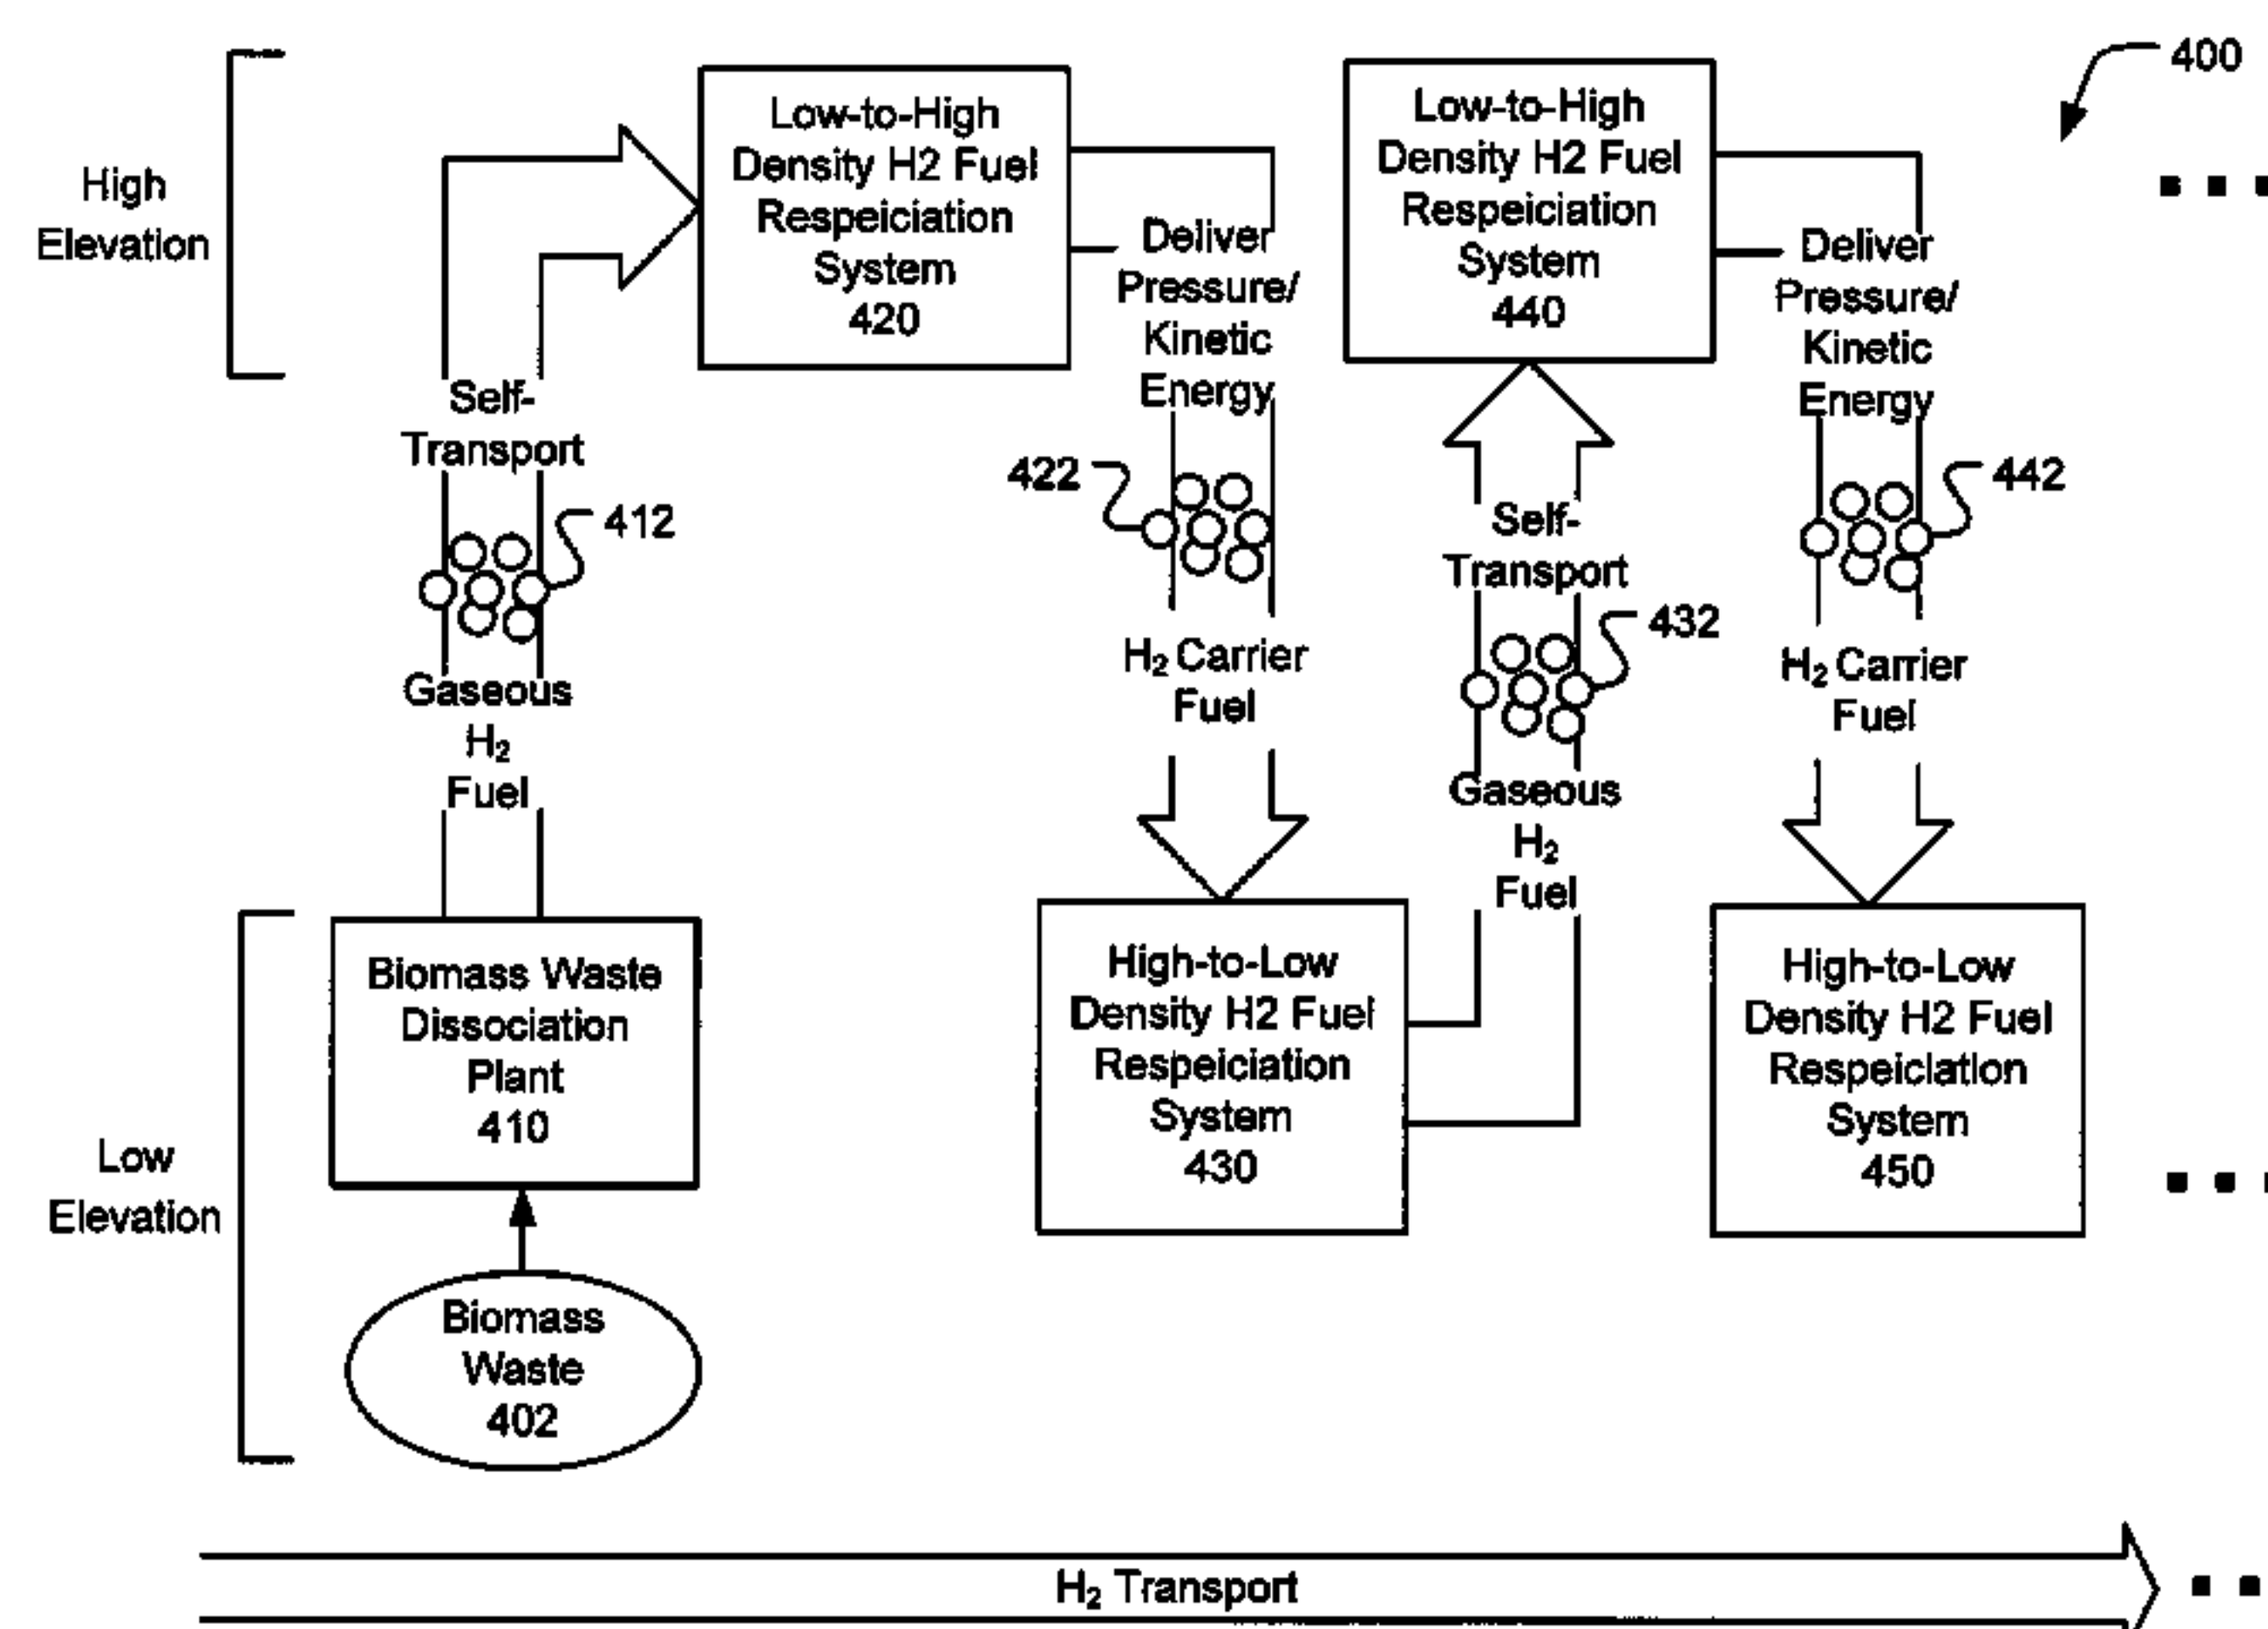 400
High
Elevation
Low-to-High
Density H2 Fuel
Respeiciation
System
420
Low-to-High
Density H2 Fuel
Respeiciation
System
440
Deliver
Pressure/
Kinetic
Energy
Deliver
Pressure/
Kinetic
Energy
Self-
Transport
412
Gaseous
H₂
Fuel
422
H₂ Carrier
Fuel
Self-
Transport
432
Gaseous
H₂
Fuel
442
H₂ Carrier
Fuel
Low
Elevation
Biomass Waste
Dissociation
Plant
410
High-to-Low
Density H2 Fuel
Respeiciation
System
430
High-to-Low
Density H2 Fuel
Respeiciation
System
450
Biomass
Waste
402
H₂ Transport